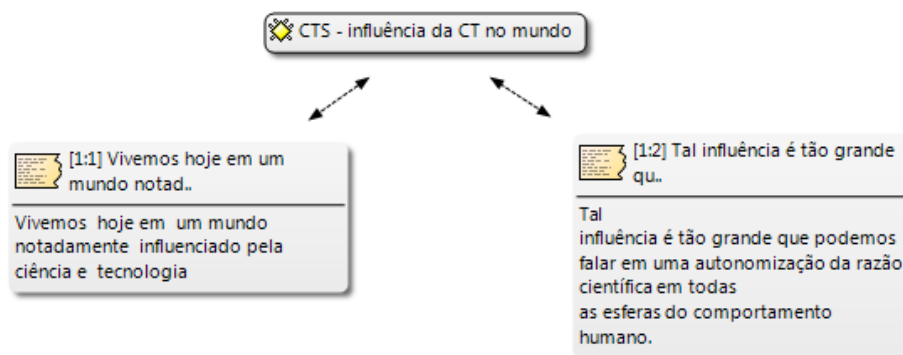 CTS - influência da CT no mundo
[1:1] Vivemos hoje em um
mundo notad..
Vivemos hoje em um mundo
notadamente influenciado pela
ciência e tecnologia
[1:2] Tal influência é tão grande
qu..
Tal
influência é tão grande que podemos
falar em uma autonomização da razão
científica em todas
as esferas do comportamento
humano.